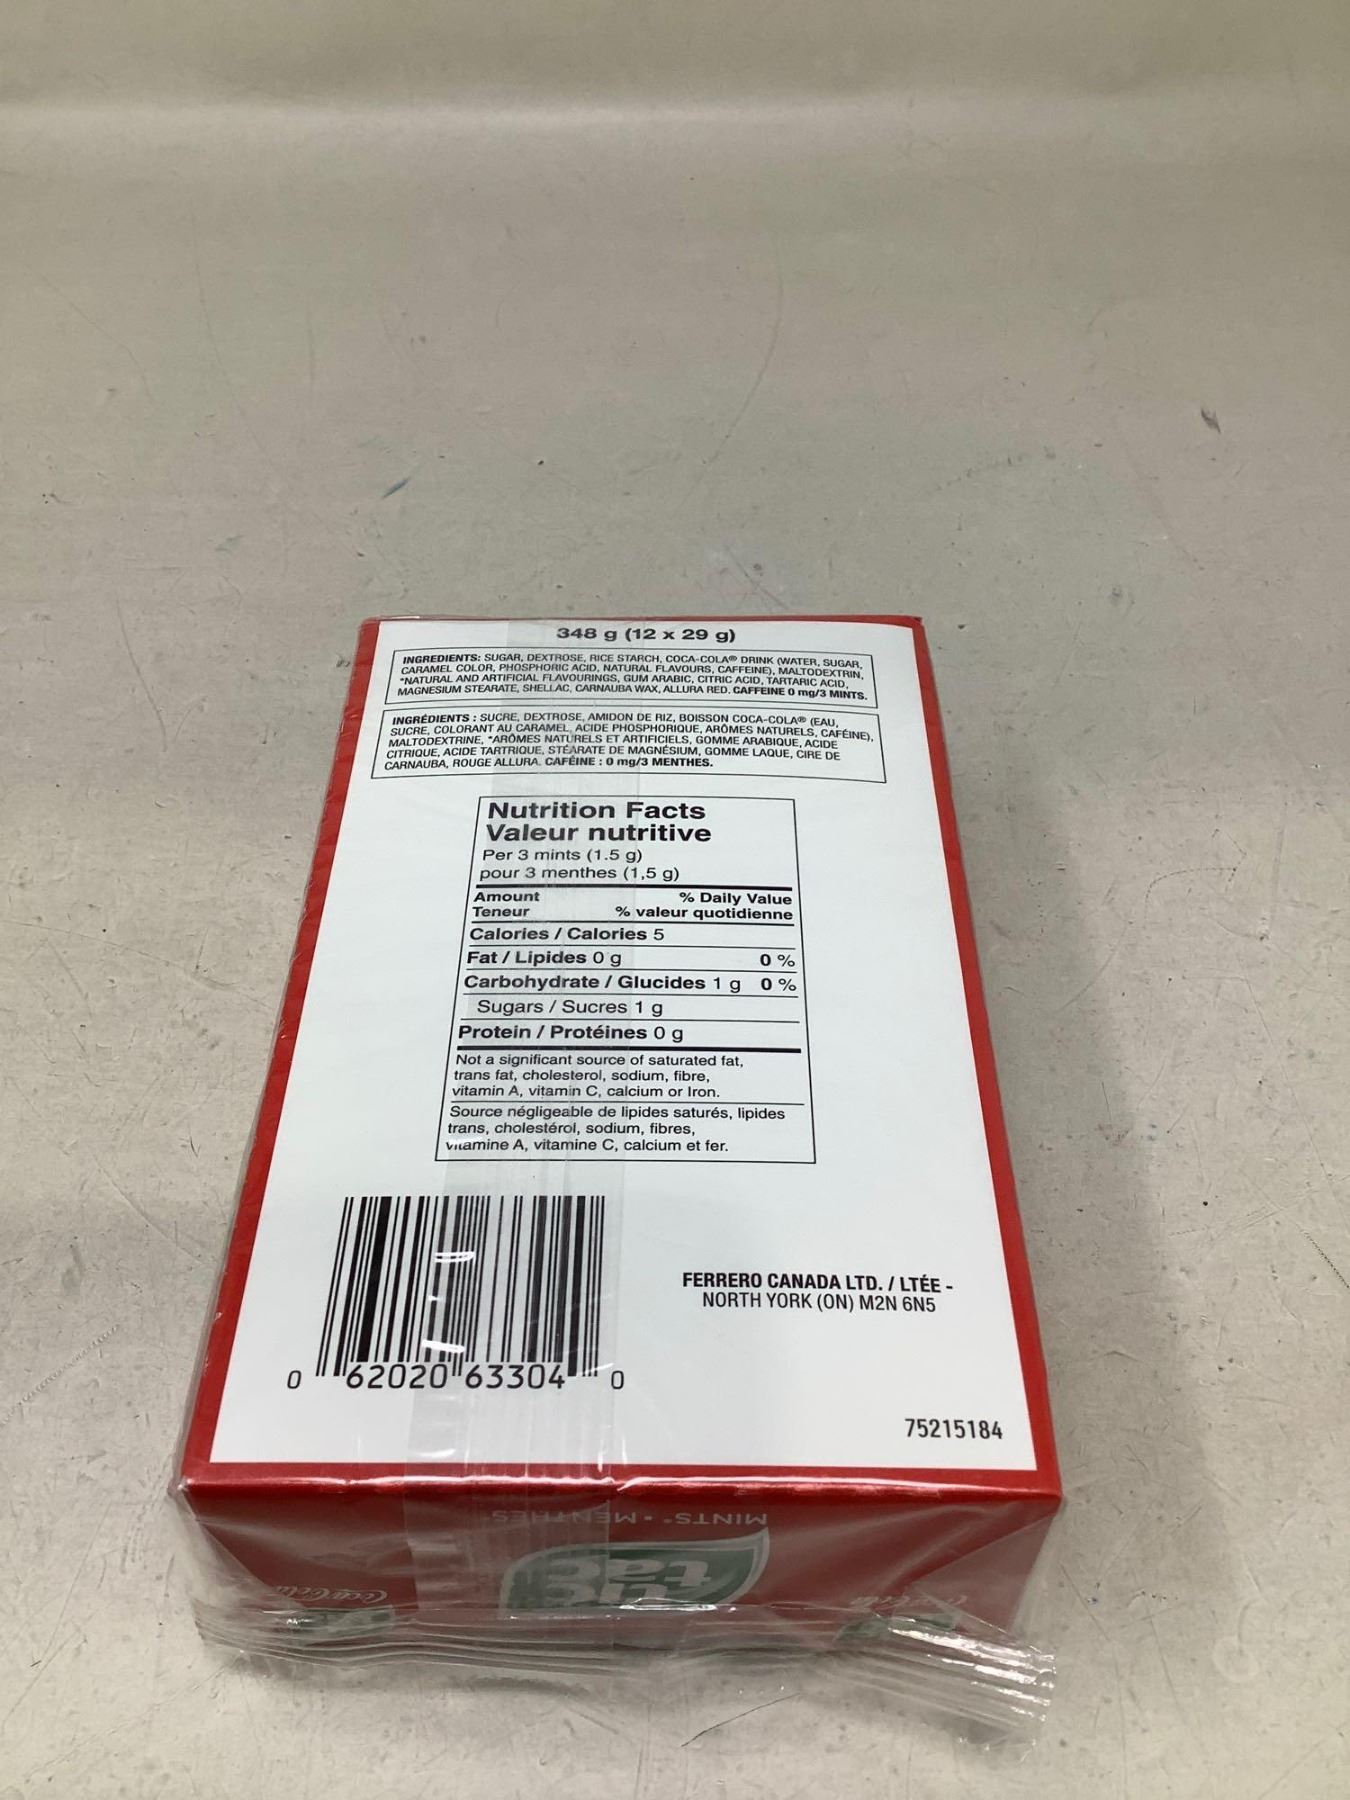 348 g (12 x 29 g)
INGREDIENTS: SUGAR, DEXTROSE, RICE STARCH, COCA-COLA® DRINK (WATER, SUGAR,
CARAMEL COLOR, PHOSPHORIC ACID, NATURAL FLAVOURS, CAFFEINE), MALTODEXTRIN,
*NATURAL AND ARTIFICIAL FLAVOURINGS, GUM ARABIC, CITRIC ACID, TARTARIC ACID,
MAGNESIUM STEARATE, SHELLAC, CARNAUBA WAX, ALLURA RED. CAFFEINE 0 mg/3 MINTS.
INGRÉDIENTS : SUCRE, DEXTROSE, AMIDON DE RIZ, BOISSON COCA-COLA® (EAU,
SUCRE, COLORANT AU CARAMEL, ACIDE PHOSPHORIQUE, ARÔMES NATURELS, CAFÉINE),
MALTODEXTRINE, *ARÔMES NATURELS ET ARTIFICIELS, GOMME ARABIQUE, ACIDE
CITRIQUE, ACIDE TARTRIQUE, STÉARATE DE MAGNÉSIUM, GOMME LAQUE, CIRE DE
CARNAUBA, ROUGE ALLURA. CAFÉINE : 0 mg/3 MENTHES.
Nutrition Facts
Valeur nutritive
Per 3 mints (1.5 g)
pour 3 menthes (1,5 g)
Amount % Daily Value
Teneur % valeur quotidienne
Calories / Calories 5
Fat / Lipides 0 g 0 %
Carbohydrate / Glucides 1 g 0 %
Sugars / Sucres 1 g
Protein / Protéines 0 g
Not a significant source of saturated fat,
trans fat, cholesterol, sodium, fibre,
vitamin A, vitamin C, calcium or Iron.
Source négligeable de lipides saturés, lipides
trans, cholestérol, sodium, fibres,
vitamine A, vitamine C, calcium et fer.
0 62020 63304 0
FERRERO CANADA LTD. / LTÉE -
NORTH YORK (ON) M2N 6N5
75215184
MINTS • MENTHES
tic
tac
Coca-Cola
Coca-Cola